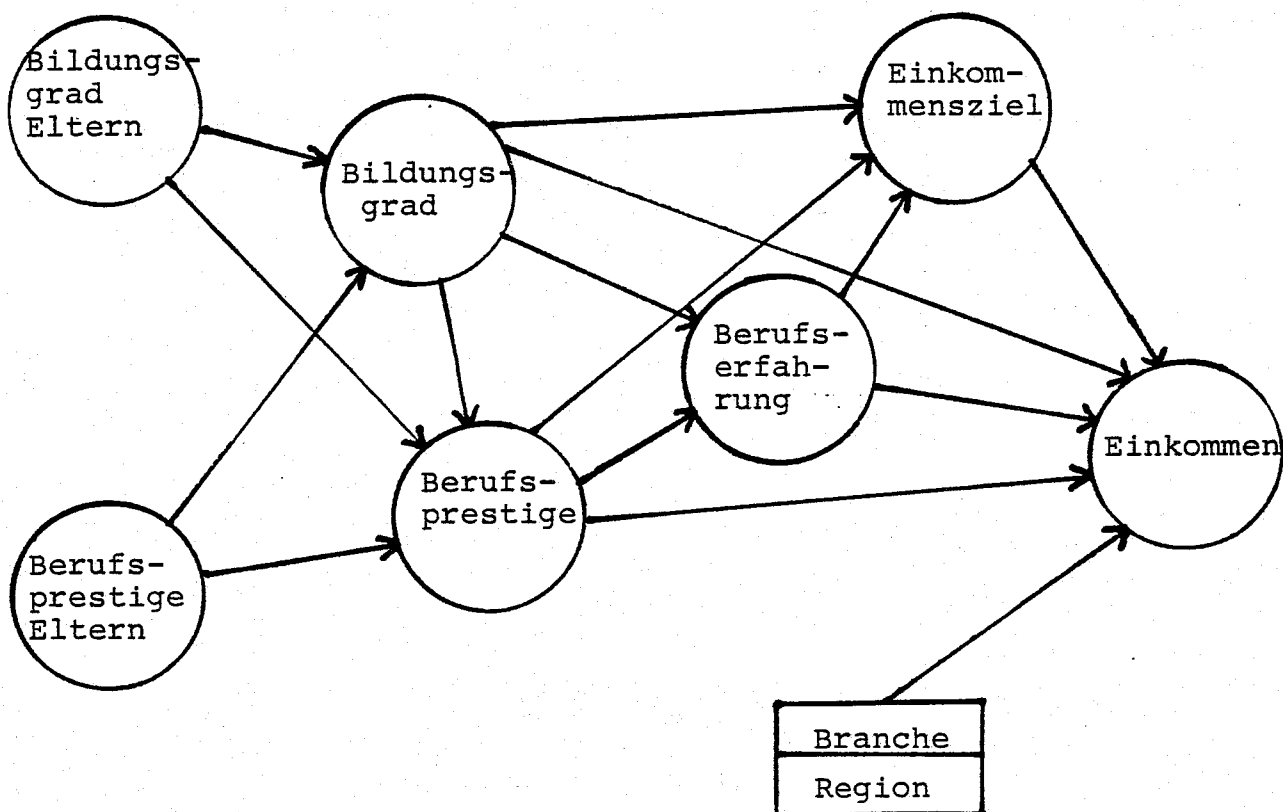 Bildungs-
grad
Eltern
Bildungs-
grad
Einkom-
mensziel
Berufs-
erfah-
rung
Berufs-
prestige
Einkommen
Berufs-
prestige
Eltern
Branche
Region